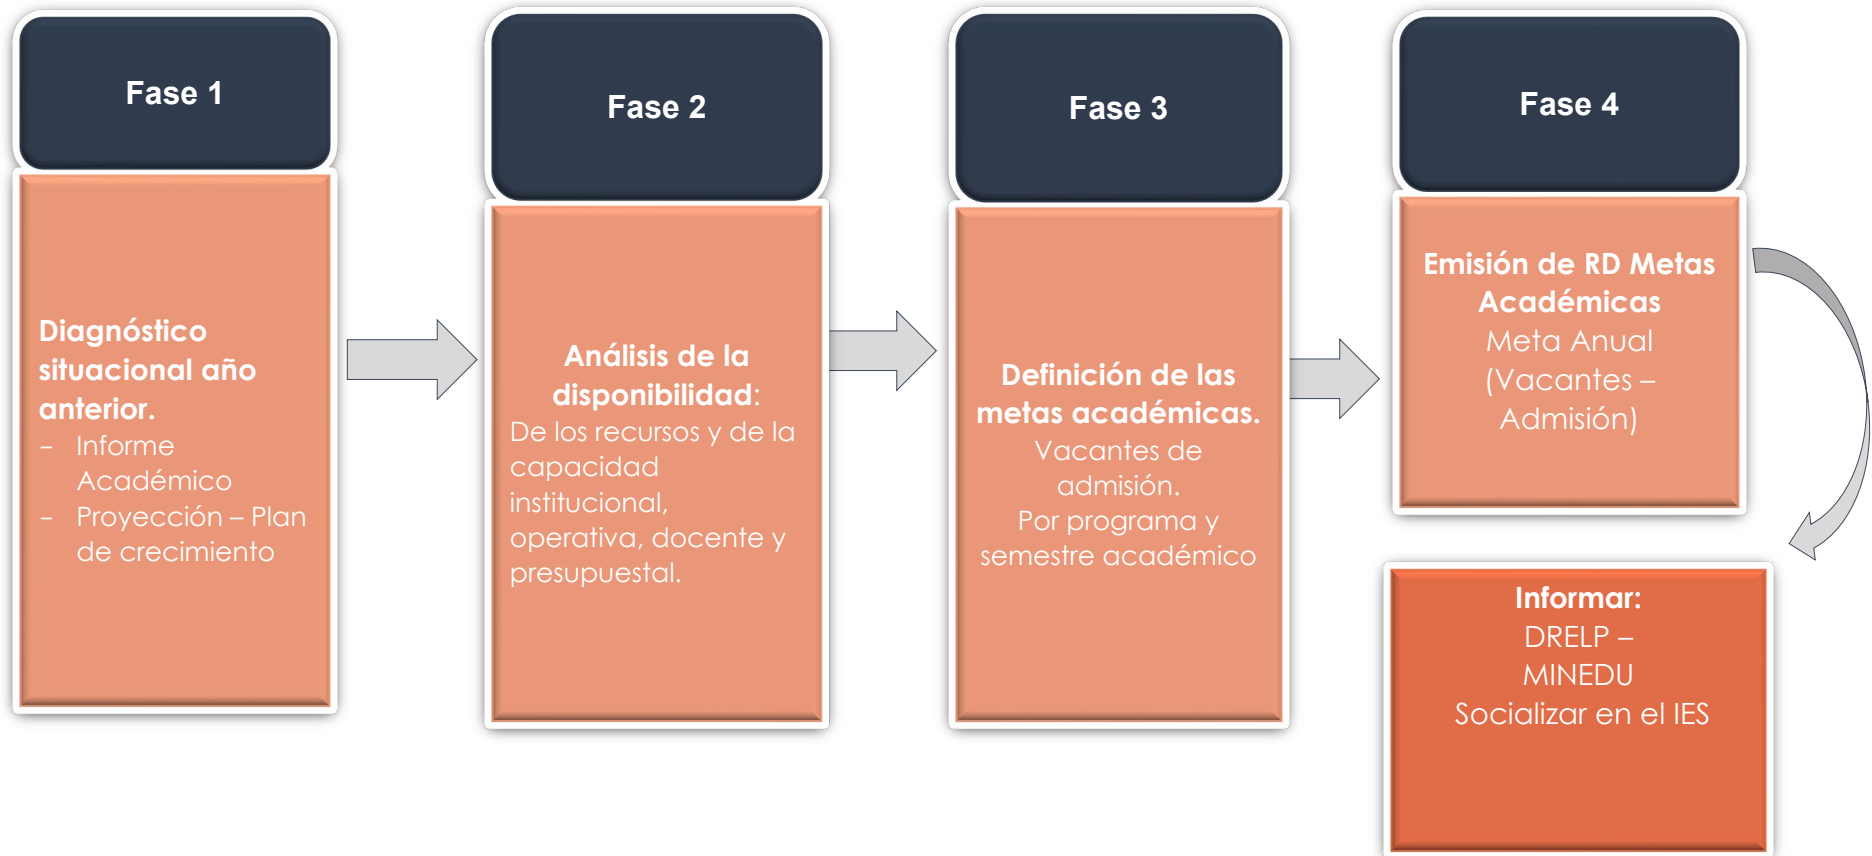 Fase 1
Diagnóstico
situacional año
anterior.
- Informe
Académico
- Proyección – Plan
de crecimiento
Fase 2
Análisis de la
disponibilidad:
De los recursos y de la
capacidad
institucional,
operativa, docente y
presupuestal.
Fase 3
Definición de las
metas académicas.
Vacantes de
admisión.
Por programa y
semestre académico
Fase 4
Emisión de RD Metas
Académicas
Meta Anual
(Vacantes –
Admisión)
Informar:
DRELP –
MINEDU
Socializar en el IES